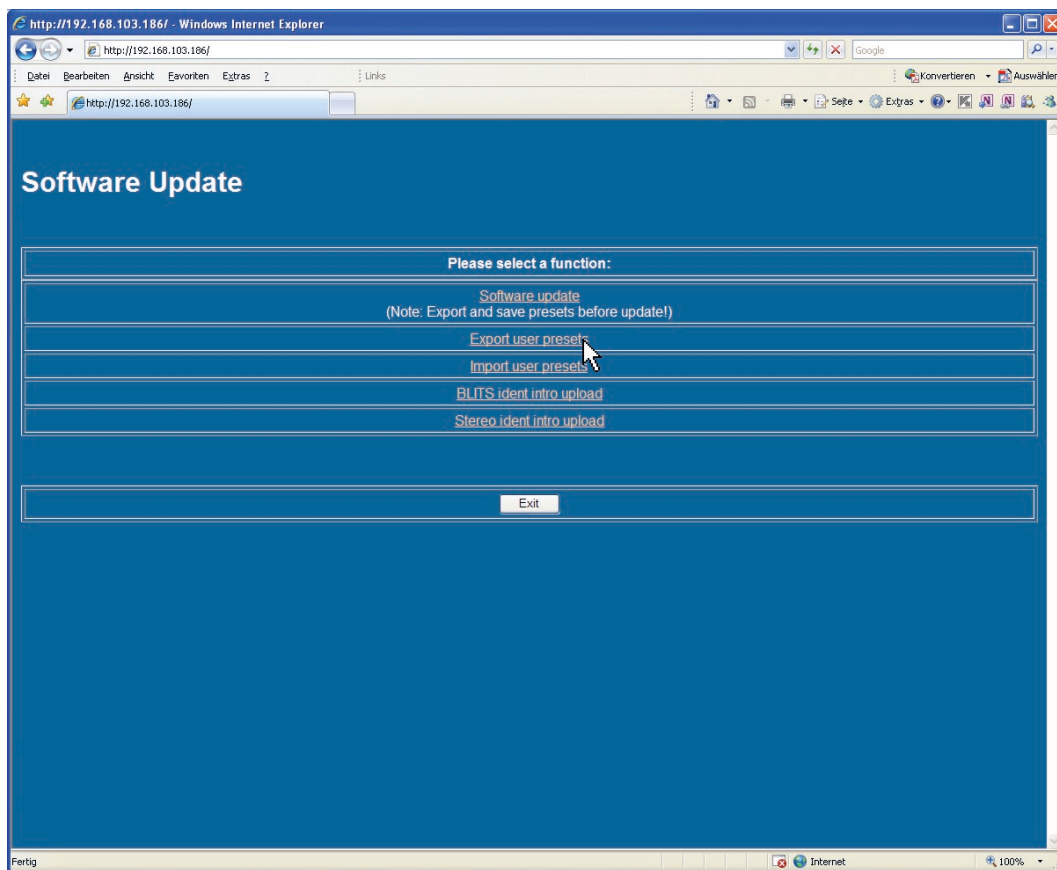 http://192.168.103.186/ - Windows Internet Explorer
http://192.168.103.186/
Google
Datei Bearbeiten Ansicht Favoriten Extras ? Links Konvertieren Auswählen
http://192.168.103.186/ Seite Extras
Software Update
Please select a function:
Software update
(Note: Export and save presets before update!)
Export user presets
Import user presets
BLITS ident intro upload
Stereo ident intro upload
Exit
Fertig Internet 100%